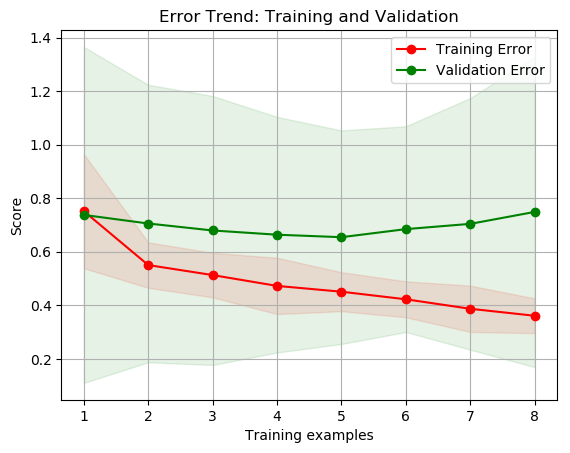 Error Trend: Training and Validation
1.4
1.2
1.0
0.8
0.6
0.4
0.2
Score
Training Error
Validation Error
1 2 3 4 5 6 7 8
Training examples